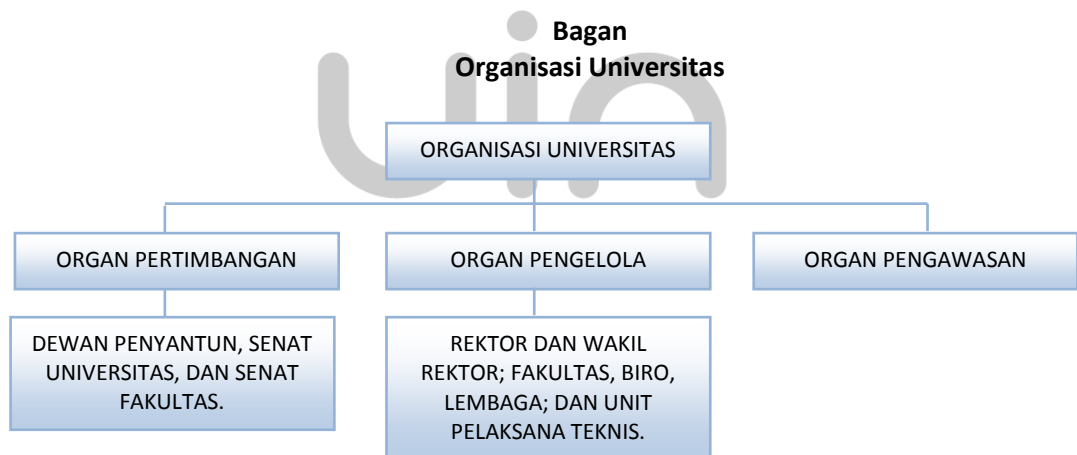 uin
Bagan
Organisasi Universitas
ORGANISASI UNIVERSITAS
ORGAN PERTIMBANGAN
ORGAN PENGELOLA
ORGAN PENGAWASAN
DEWAN PENYANTUN, SENAT
UNIVERSITAS, DAN SENAT
FAKULTAS.
REKTOR DAN WAKIL
REKTOR; FAKULTAS, BIRO,
LEMBAGA; DAN UNIT
PELAKSANA TEKNIS.